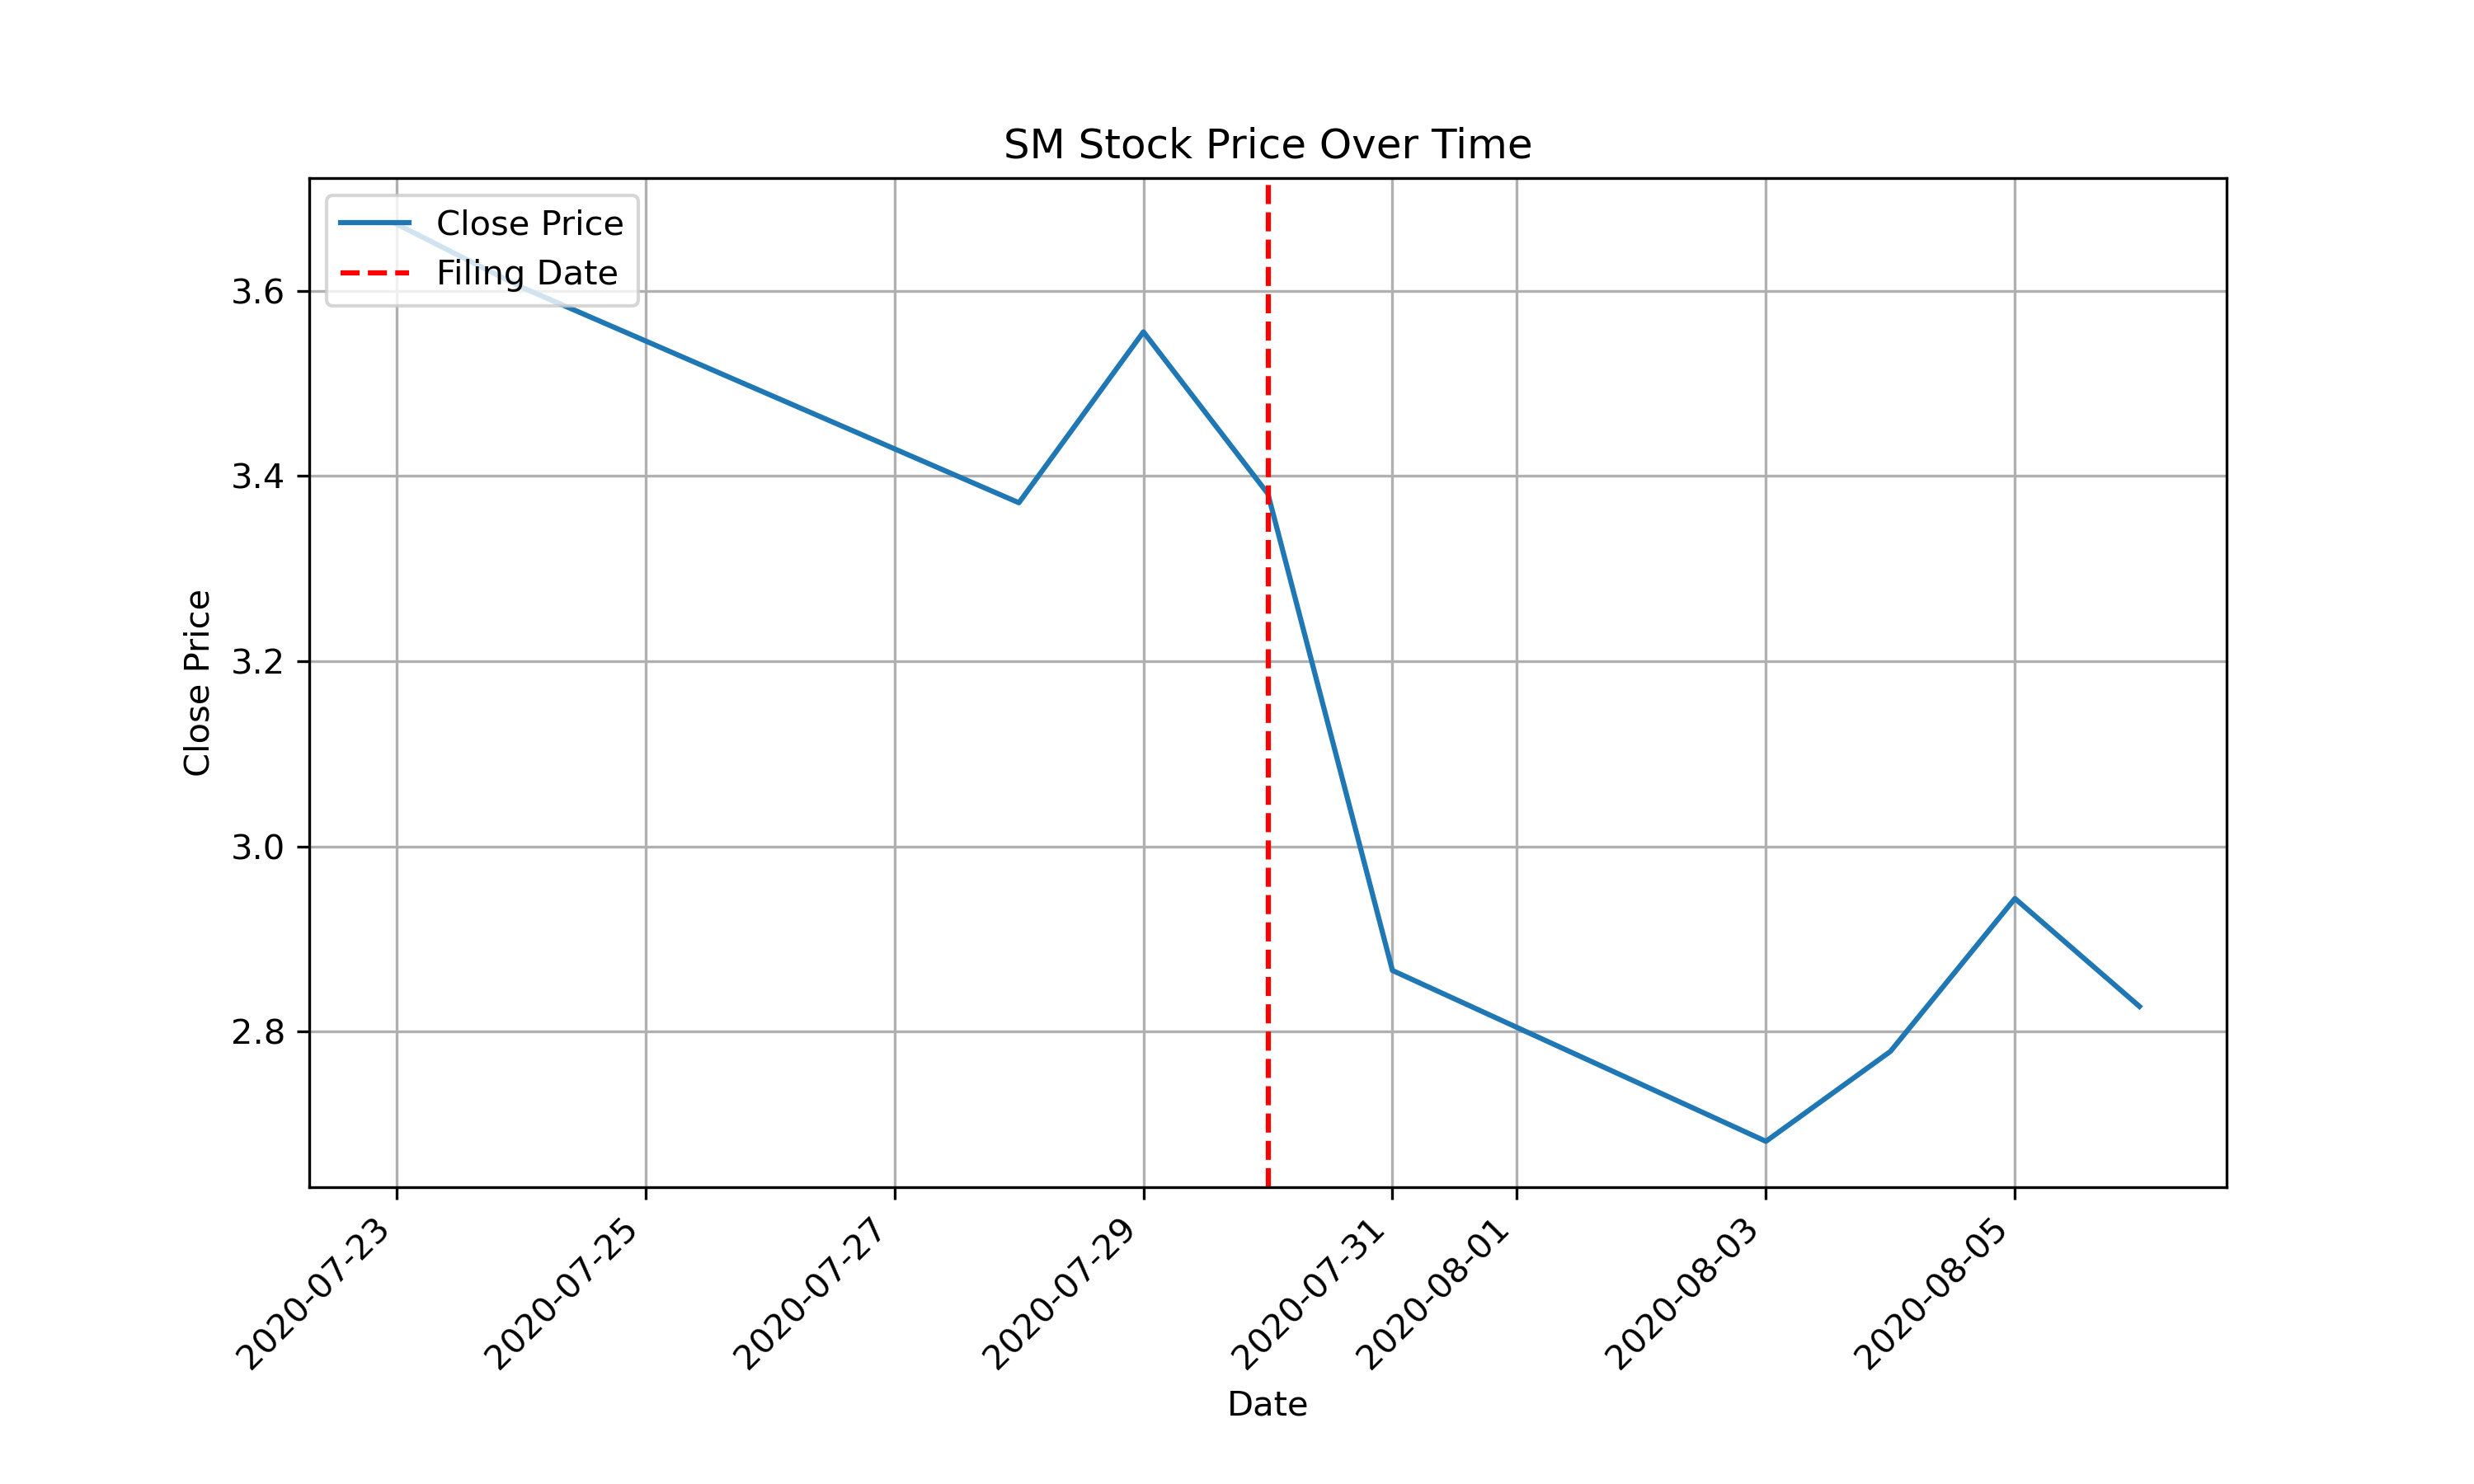 SM Stock Price Over Time
Close Price
Filing Date
3.6
3.4
3.2
3.0
2.8
Close Price
2020-07-23
2020-07-25
2020-07-27
2020-07-29
2020-07-31
2020-08-01
2020-08-03
2020-08-05
Date